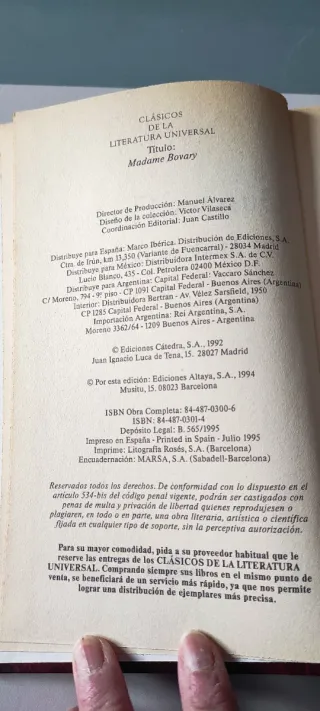 CLÁSICOS
DE LA
LITERATURA UNIVERSAL
Título:
Madame Bovary
Director de Producción: Manuel Álvarez
Diseño de la colección: Víctor Vilaseca
Coordinación Editorial: Juan Castillo
Distribuye para España: Marco Ibérica. Distribución de Ediciones, S.A.
Ctra. de Irún, km 13,350 (Variante de Fuencarral) - 28034 Madrid
Distribuye para México: Distribuidora Intermex S.A. de C.V.
Lucio Blanco, 435 - Col. Petrolera 02400 México D.F.
Distribuye para Argentina: Capital Federal: Vaccaro Sánchez
C/ Moreno, 794 - 9º piso - CP 1091 Capital Federal - Buenos Aires (Argentina)
Interior: Distribuidora Bertran - Av. Vélez Sarsfield, 1950
CP 1285 Capital Federal - Buenos Aires (Argentina)
Importación Argentina: Rei Argentina, S.A.
Moreno 3362/64 - 1209 Buenos Aires - Argentina
© Ediciones Cátedra, S.A., 1992
Juan Ignacio Luca de Tena, 15. 28027 Madrid
© Por esta edición: Ediciones Altaya, S.A., 1994
Musitu, 15. 08023 Barcelona
ISBN Obra Completa: 84-487-0300-6
ISBN: 84-487-0301-4
Depósito Legal: B. 565/1995
Impreso en España - Printed in Spain - Julio 1995
Imprime: Litografía Rosés, S.A. (Barcelona)
Encuadernación: MARSA, S.A. (Sabadell-Barcelona)
Reservados todos los derechos. De conformidad con lo dispuesto en el
artículo 534-bis del código penal vigente, podrán ser castigados con
penas de multa y privación de libertad quienes reprodujesen o
plagiaren, en todo o en parte, una obra literaria, artística o científica
fijada en cualquier tipo de soporte, sin la perceptiva autorización.
Para su mayor comodidad, pida a su proveedor habitual que le
reserve las entregas de los CLÁSICOS DE LA LITERATURA
UNIVERSAL. Comprando siempre sus libros en el mismo punto de
venta, se beneficiará de un servicio más rápido, ya que nos permite
lograr una distribución de ejemplares más precisa.